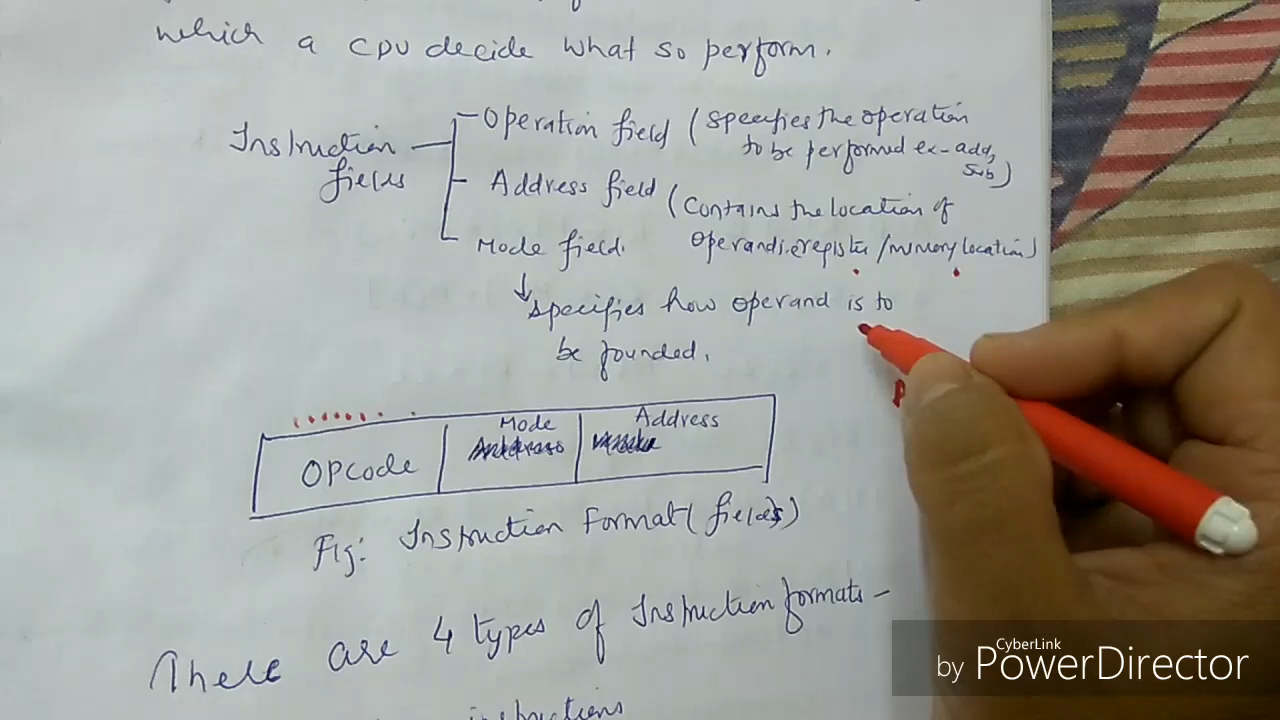 which a CPU decide what so perform.
Instruction fields
Operation field (specifies the operation
to be performed ex- add,
sub)
Address field (Contains the location of
operand i.e register / memory location)
Mode field.
↓ specifies how operand is to
be founded.
Mode Address
OPcode
Fig: Instruction Format (fields)
There are 4 types of Instruction formats -
instructions
CyberLink
by PowerDirector